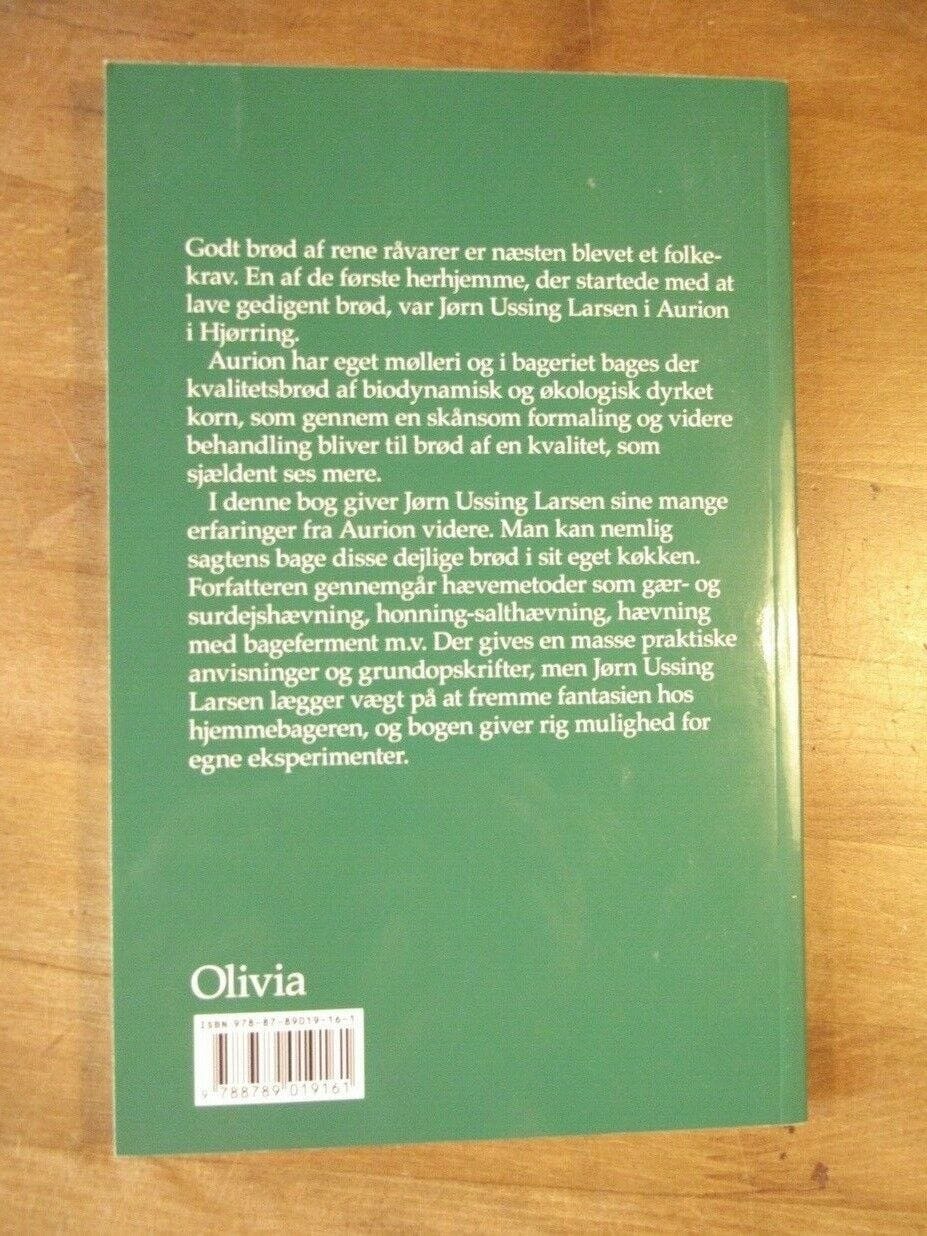 Godt brød af rene råvarer er næsten blevet et folke-
krav. En af de første herhjemme, der startede med at
lave gedigent brød, var Jørn Ussing Larsen i Aurion
i Hjørring.
Aurion har eget mølleri og i bageriet bages der
kvalitetsbrød af biodynamisk og økologisk dyrket
korn, som gennem en skånsom formaling og videre
behandling bliver til brød af en kvalitet, som
sjældent ses mere.
I denne bog giver Jørn Ussing Larsen sine mange
erfaringer fra Aurion videre. Man kan nemlig
sagtens bage disse dejlige brød i sit eget køkken.
Forfatteren gennemgår hævemetoder som gær- og
surdejshævning, honning-salthævning, hævning
med bageferment m.v. Der gives en masse praktiske
anvisninger og grundopskrifter, men Jørn Ussing
Larsen lægger vægt på at fremme fantasien hos
hjemmebageren, og bogen giver rig mulighed for
egne eksperimenter.
Olivia
ISBN 978-87-89019-16-1
9 788789 019161